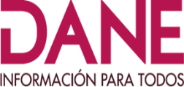 DANE
INFORMACIÓN PARA TODOS